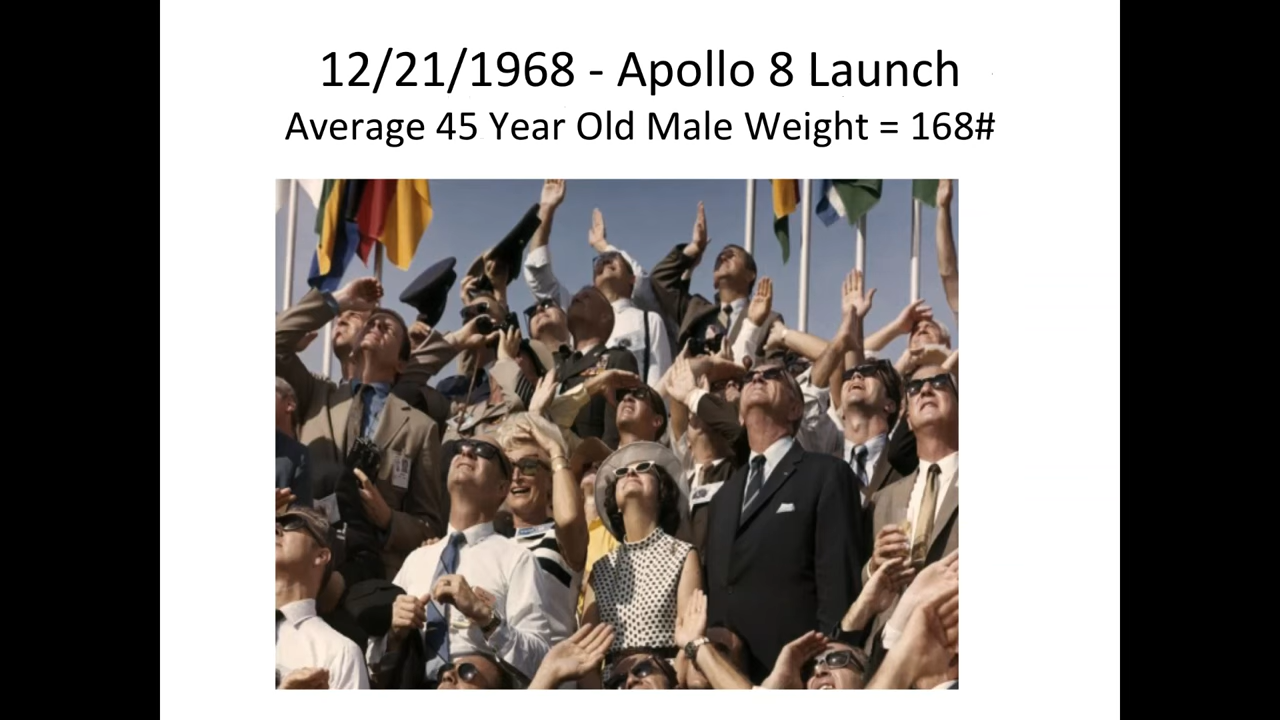 12/21/1968 - Apollo 8 Launch
Average 45 Year Old Male Weight = 168#